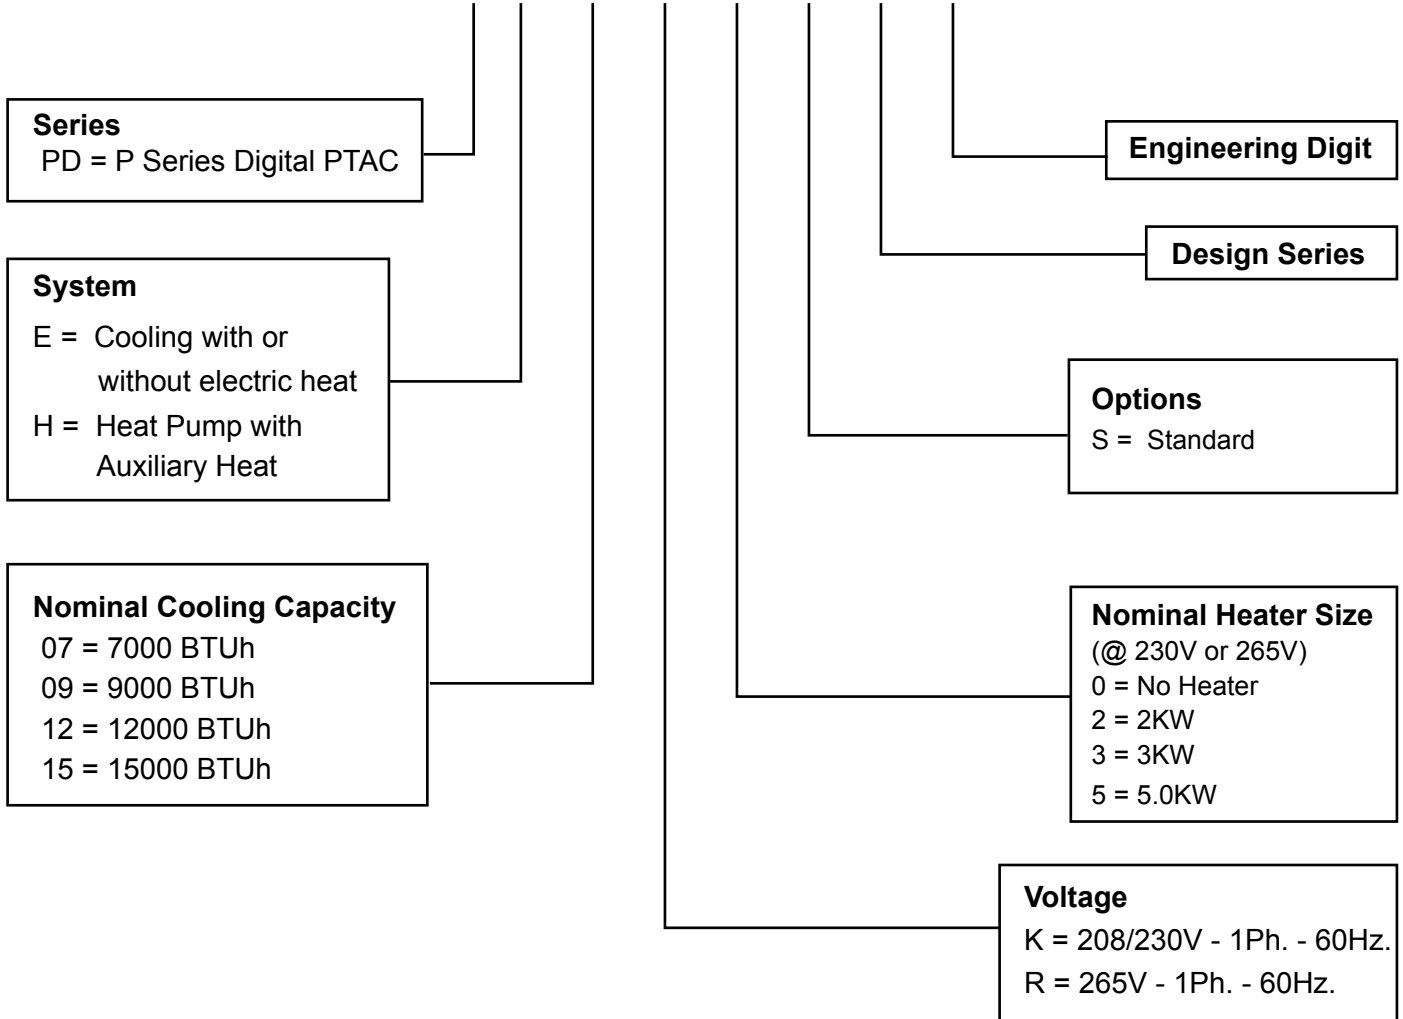 Series
PD = P Series Digital PTAC
System
E = Cooling with or
without electric heat
H = Heat Pump with
Auxiliary Heat
Nominal Cooling Capacity
07 = 7000 BTUh
09 = 9000 BTUh
12 = 12000 BTUh
15 = 15000 BTUh
Engineering Digit
Design Series
Options
S = Standard
Nominal Heater Size
(@ 230V or 265V)
0 = No Heater
2 = 2KW
3 = 3KW
5 = 5.0KW
Voltage
K = 208/230V - 1Ph. - 60Hz.
R = 265V - 1Ph. - 60Hz.